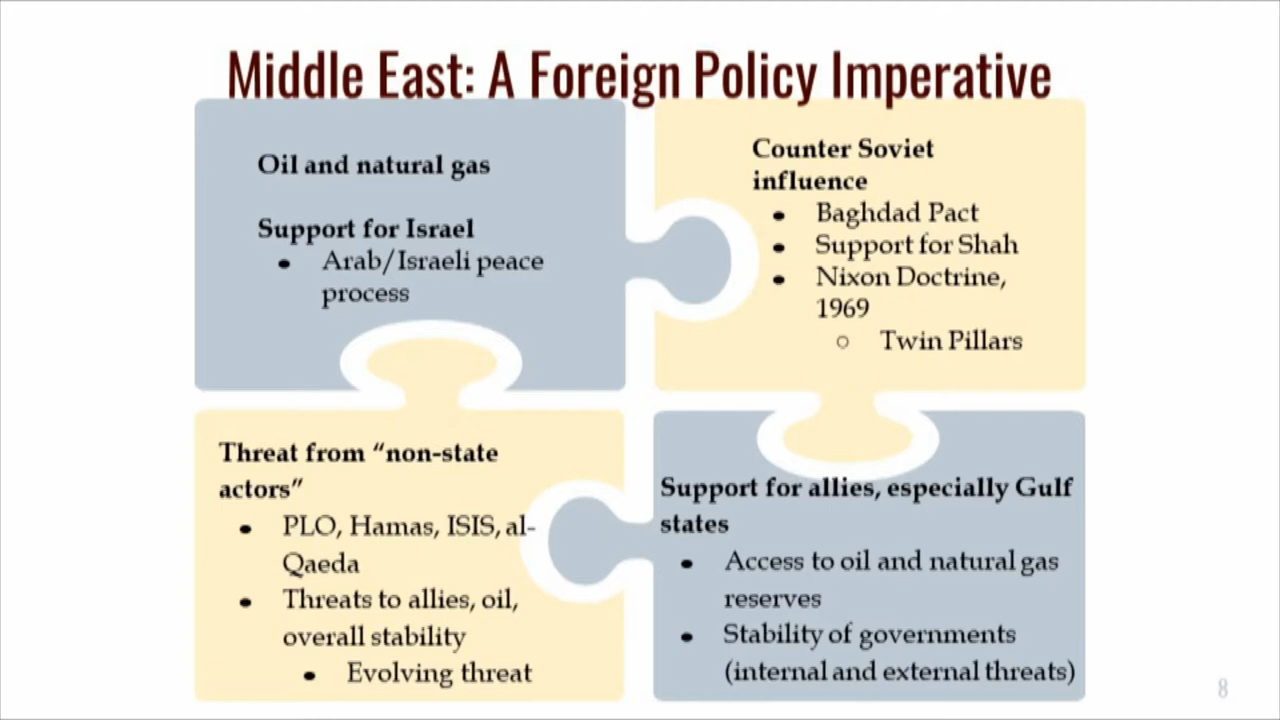 Middle East: A Foreign Policy Imperative
Oil and natural gas
Support for Israel
● Arab/Israeli peace
process
Counter Soviet
influence
● Baghdad Pact
● Support for Shah
● Nixon Doctrine,
1969
○ Twin Pillars
Threat from “non-state
actors”
● PLO, Hamas, ISIS, al-
Qaeda
● Threats to allies, oil,
overall stability
● Evolving threat
Support for allies, especially Gulf
states
● Access to oil and natural gas
reserves
● Stability of governments
(internal and external threats)
8